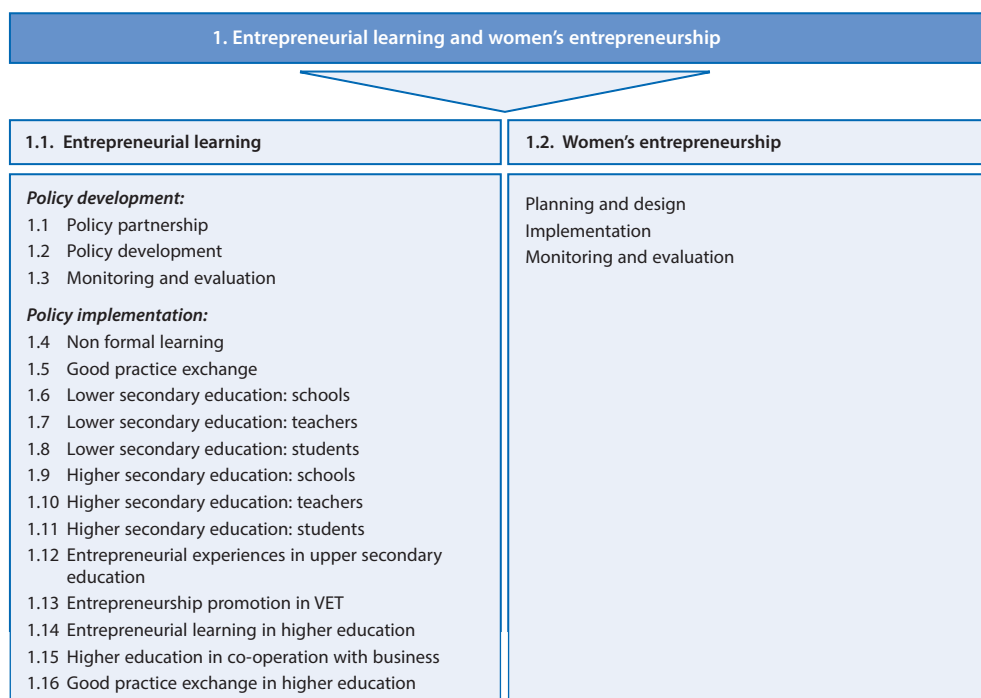 1. Entrepreneurial learning and women’s entrepreneurship
1.1. Entrepreneurial learning
1.2. Women’s entrepreneurship
Policy development:
1.1 Policy partnership
1.2 Policy development
1.3 Monitoring and evaluation
Policy implementation:
1.4 Non formal learning
1.5 Good practice exchange
1.6 Lower secondary education: schools
1.7 Lower secondary education: teachers
1.8 Lower secondary education: students
1.9 Higher secondary education: schools
1.10 Higher secondary education: teachers
1.11 Higher secondary education: students
1.12 Entrepreneurial experiences in upper secondary
education
1.13 Entrepreneurship promotion in VET
1.14 Entrepreneurial learning in higher education
1.15 Higher education in co-operation with business
1.16 Good practice exchange in higher education
Planning and design
Implementation
Monitoring and evaluation